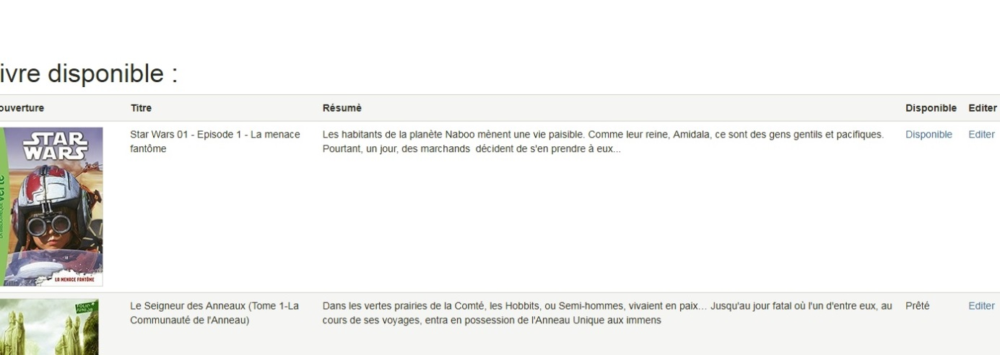 ivre disponible :
ouverture Titre Résumè Disponible Editer
STAR
WARS
Star Wars 01 - Episode 1 - La menace
fantôme
Les habitants de la planète Naboo mènent une vie paisible. Comme leur reine, Amidala, ce sont des gens gentils et pacifiques.
Pourtant, un jour, des marchands décident de s'en prendre à eux...
Disponible Editer
verte
LA MENACE FANTÔME
FOLIO
JUNIOR
Le Seigneur des Anneaux (Tome 1-La
Communauté de l'Anneau)
Dans les vertes prairies de la Comté, les Hobbits, ou Semi-hommes, vivaient en paix… Jusqu'au jour fatal où l'un d'entre eux, au
cours de ses voyages, entra en possession de l'Anneau Unique aux immens
Prêté Editer